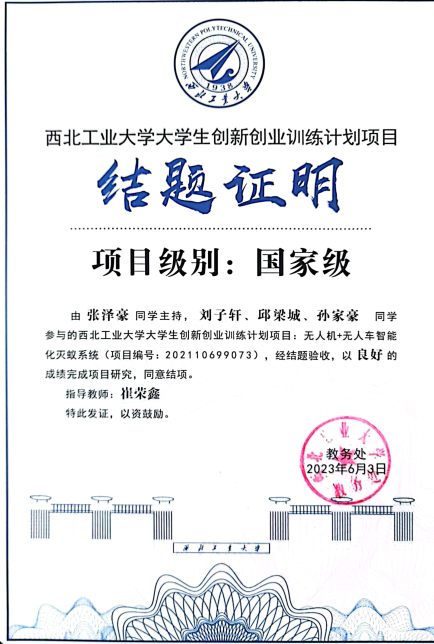 NORTHWESTERN POLYTECHNICAL UNIVERSITY
1938
西北工业大学
西北工业大学大学生创新创业训练计划项目
结题证明
项目级别：国家级
由 张泽豪 同学主持， 刘子轩、邱梁城、孙家豪 同学
参与的西北工业大学大学生创新创业训练计划项目：无人机+无人车智能
化灭蚁系统（项目编号：202110699073），经结题验收，以 良好 的
成绩完成项目研究，同意结项。
指导教师：崔荣鑫
特此发证，以资鼓励。
教务处
2023年6月3日
西北工业大学